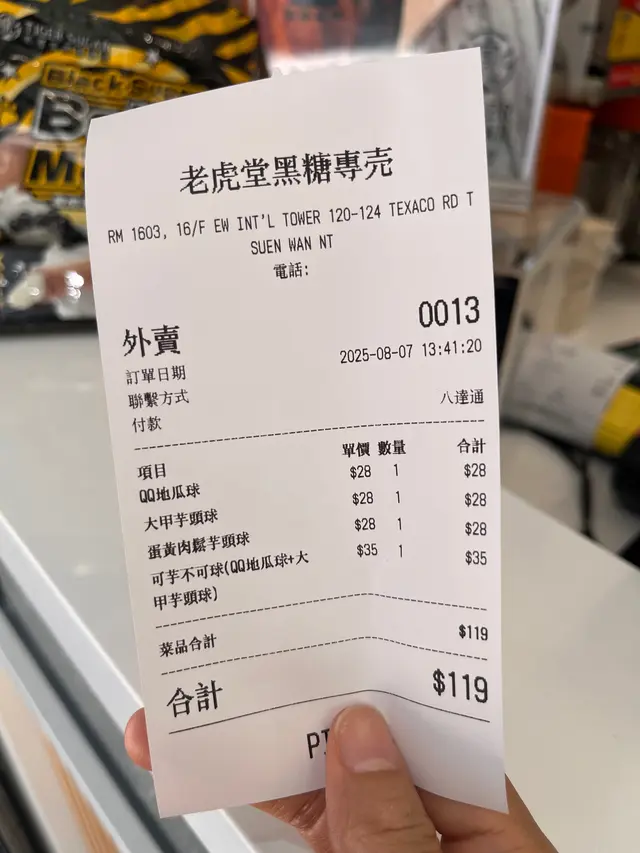 TIGER SUGAR
Black Sugar
老虎堂黑糖專売
RM 1603, 16/F EW INT'L TOWER 120-124 TEXACO RD T
SUEN WAN NT
電話:
外賣 0013
訂單日期 2025-08-07 13:41:20
聯繫方式
付款 八達通
項目 單價 數量 合計
QQ地瓜球 $28 1 $28
大甲芋頭球 $28 1 $28
蛋黃肉鬆芋頭球 $28 1 $28
可芋不可球(QQ地瓜球+大 $35 1 $35
甲芋頭球)
菜品合計 $119
合計 $119